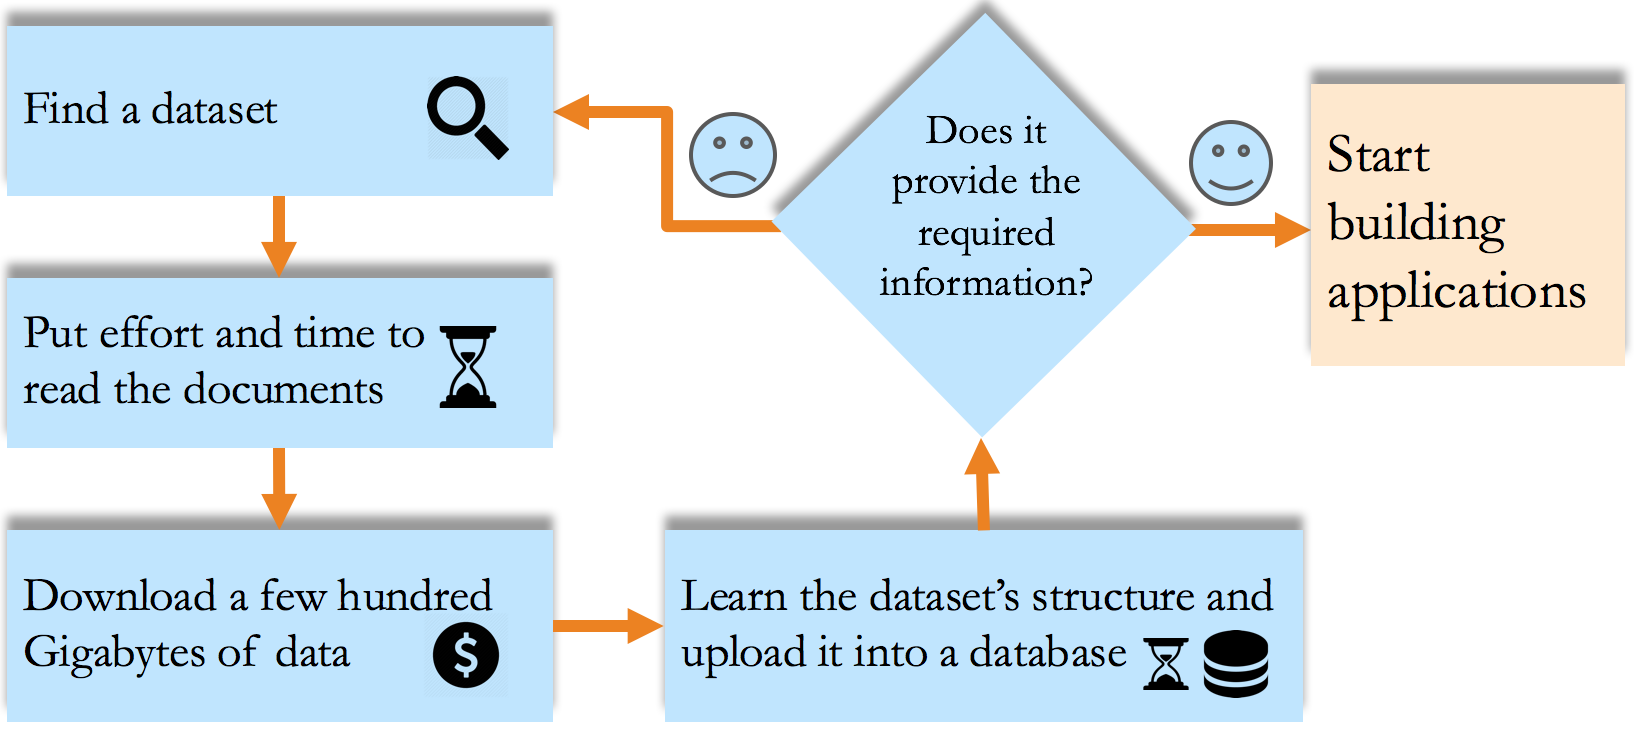 Find a dataset
Put effort and time to
read the documents
Download a few hundred
Gigabytes of data
$
Learn the dataset’s structure and
upload it into a database
Does it
provide the
required
information?
Start
building
applications